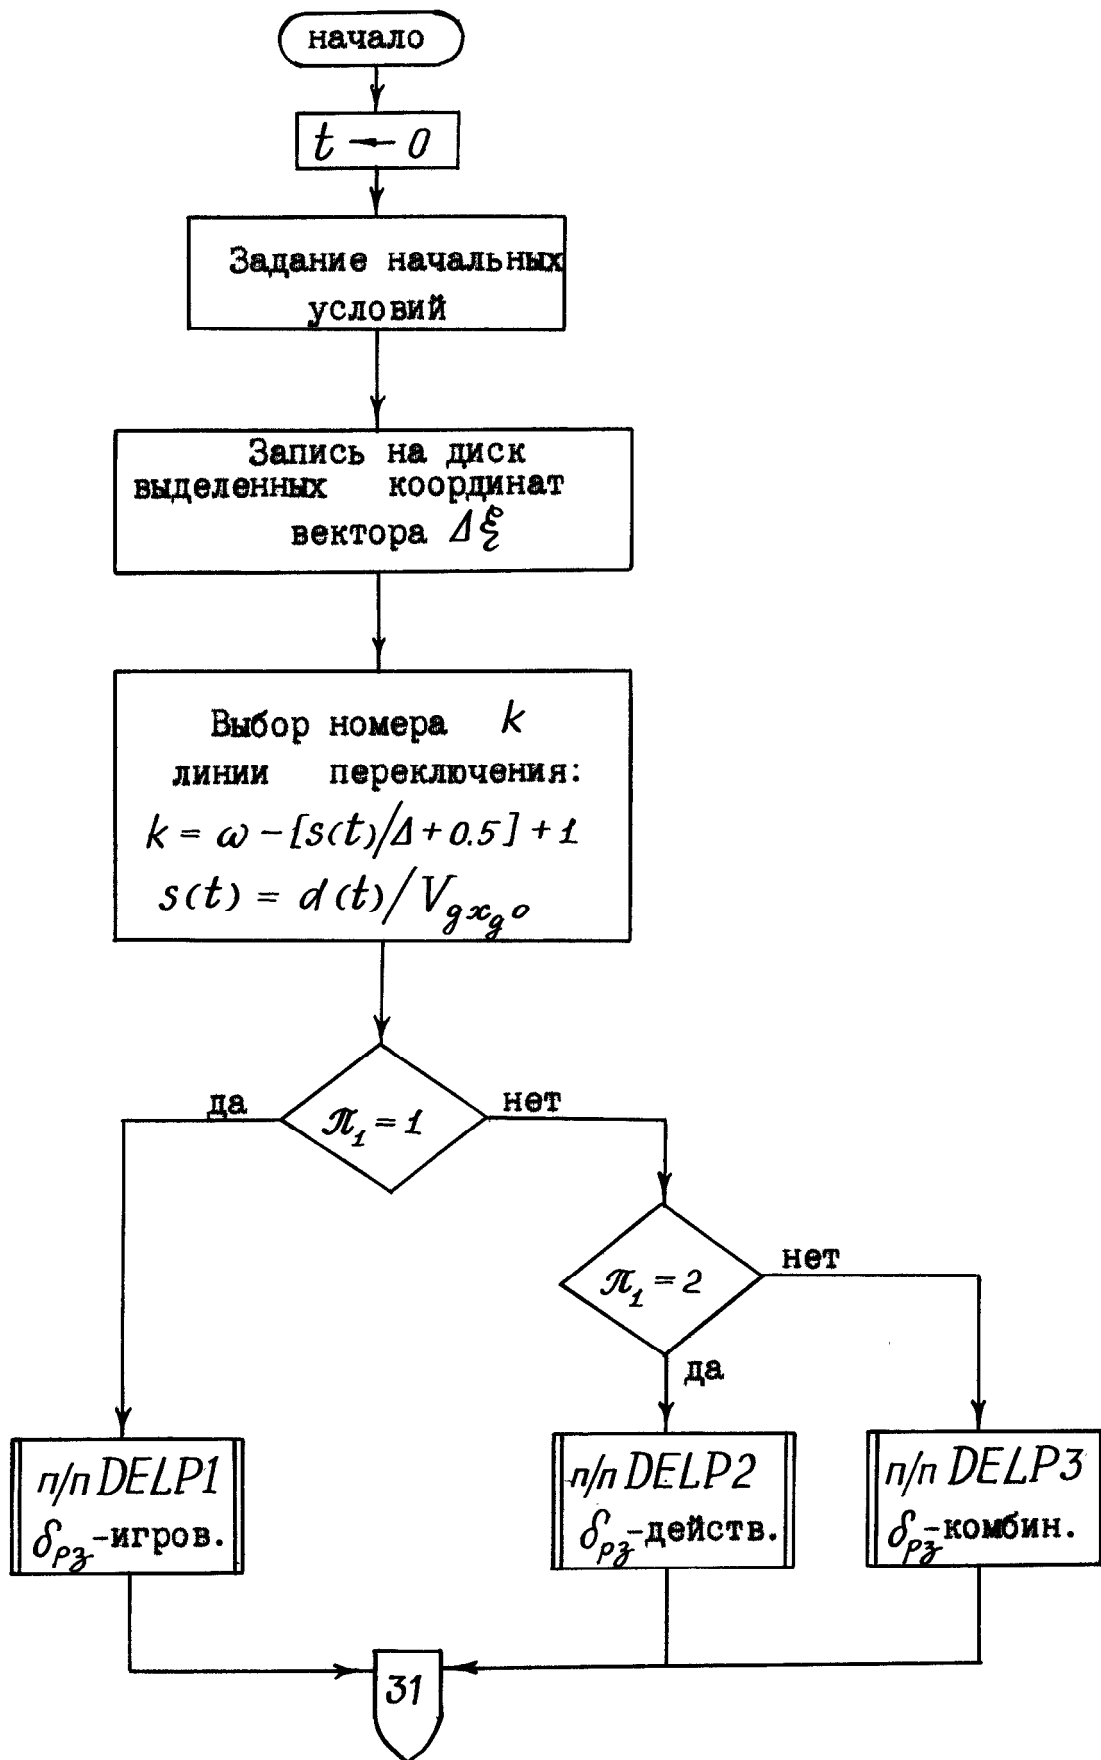 начало
t ← 0
Задание начальных
условий
Запись на диск
выделенных координат
вектора Δξ
Выбор номера k
линии переключения:
k = ω - [s(t)/Δ + 0.5] + 1
s(t) = d(t)/V_{gx_g0}
да
π₁ = 1
нет
π₁ = 2
нет
да
п/п DELP1
δ_{рз}-игров.
п/п DELP2
δ_{рз}-действ.
п/п DELP3
δ_{рз}-комбин.
31